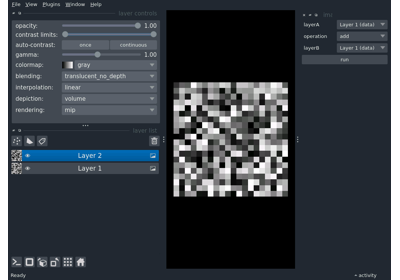 File View Plugins Window Help
layer controls
opacity: 1.00
contrast limits:
auto-contrast: once continuous
gamma: 1.00
colormap: gray
blending: translucent_no_depth
interpolation: linear
depiction: volume
rendering: mip
layer list
Layer 2
Layer 1
layerA Layer 1 (data)
operation add
layerB Layer 1 (data)
run
Ready
activity